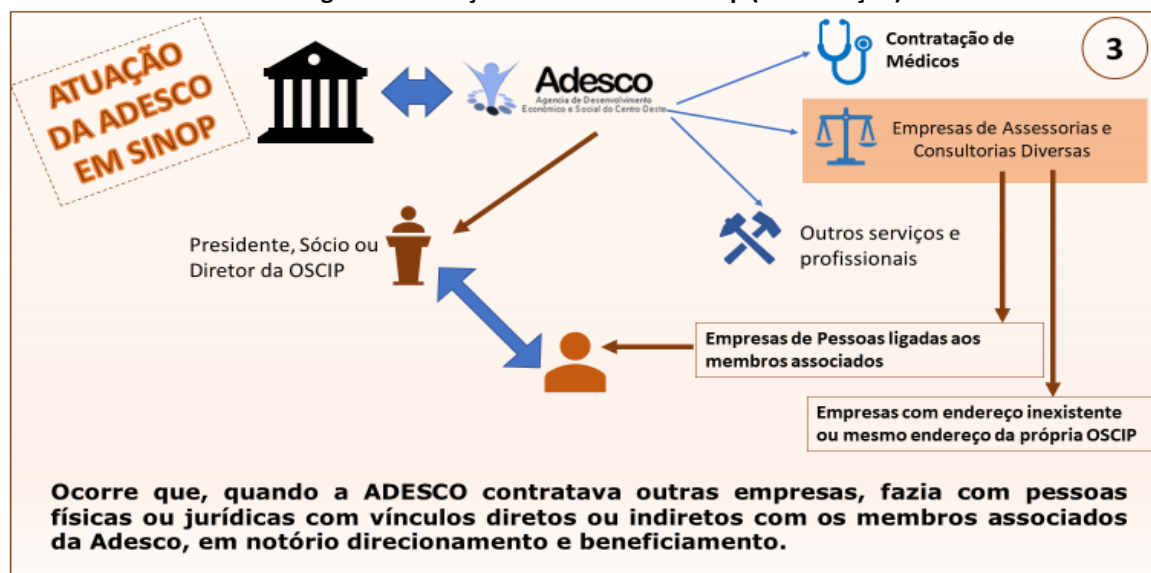 ATUAÇÃO
DA ADESCO
EM SINOP
Adesco
Agencia de Desenvolvimento
Econômico e Social do Centro Oeste
Contratação de
Médicos
3
Empresas de Assessorias e
Consultorias Diversas
Outros serviços e
profissionais
Presidente, Sócio ou
Diretor da OSCIP
Empresas de Pessoas ligadas aos
membros associados
Empresas com endereço inexistente
ou mesmo endereço da própria OSCIP
Ocorre que, quando a ADESCO contratava outras empresas, fazia com pessoas
físicas ou jurídicas com vínculos diretos ou indiretos com os membros associados
da Adesco, em notório direcionamento e beneficiamento.